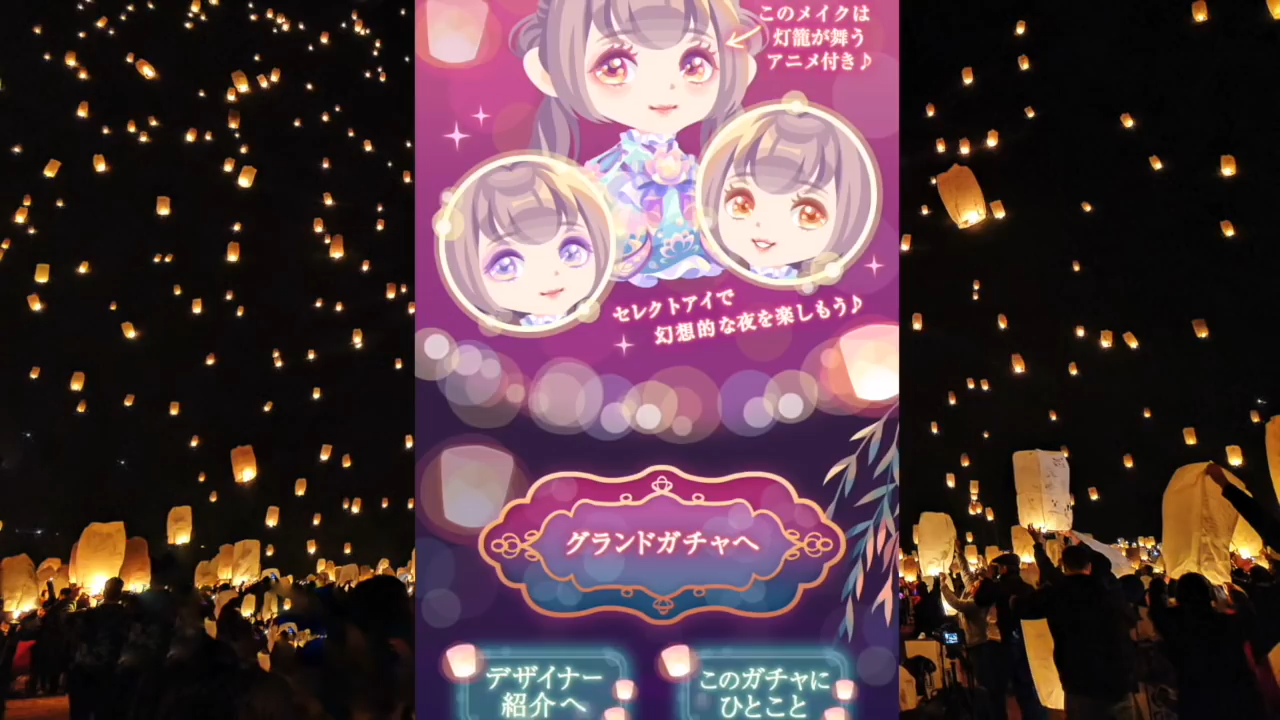 このメイクは
灯籠が舞う
アニメ付き♪
セレクトアイで
幻想的な夜を楽しもう♪
グランドガチャへ
デザイナー
紹介へ
このガチャに
ひとこと